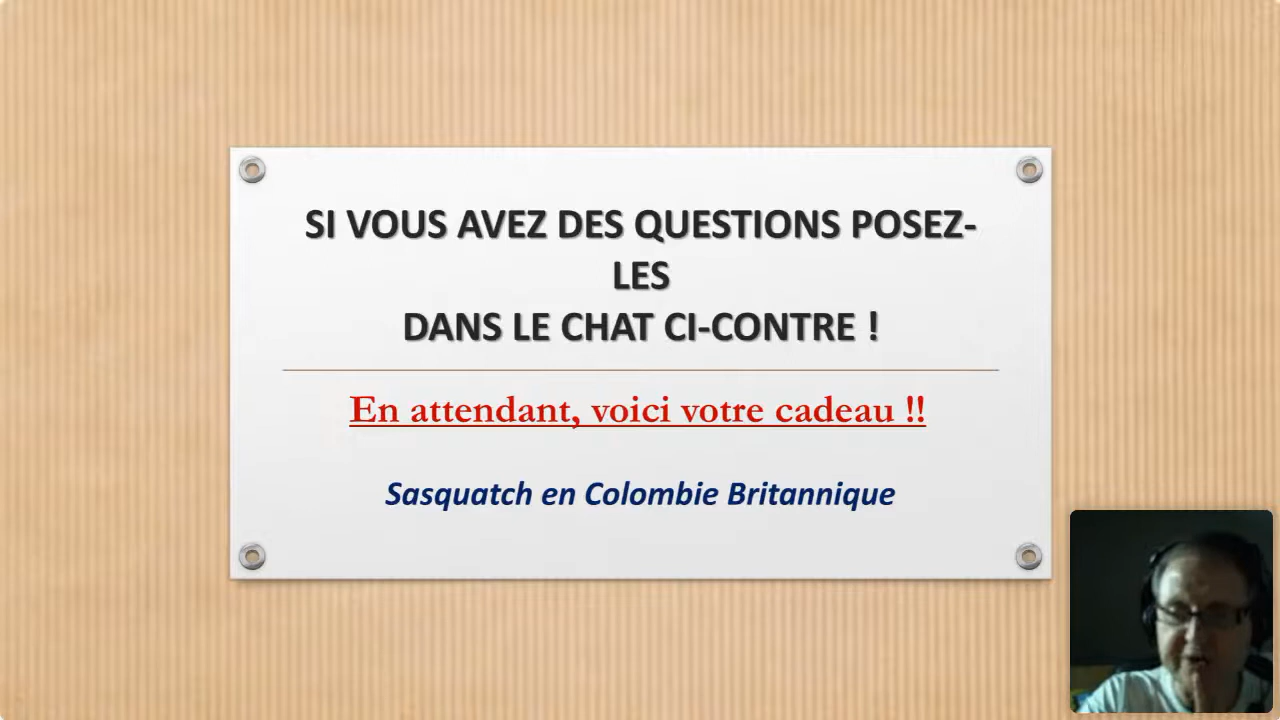 SI VOUS AVEZ DES QUESTIONS POSEZ-
LES
DANS LE CHAT CI-CONTRE !
En attendant, voici votre cadeau !!
Sasquatch en Colombie Britannique